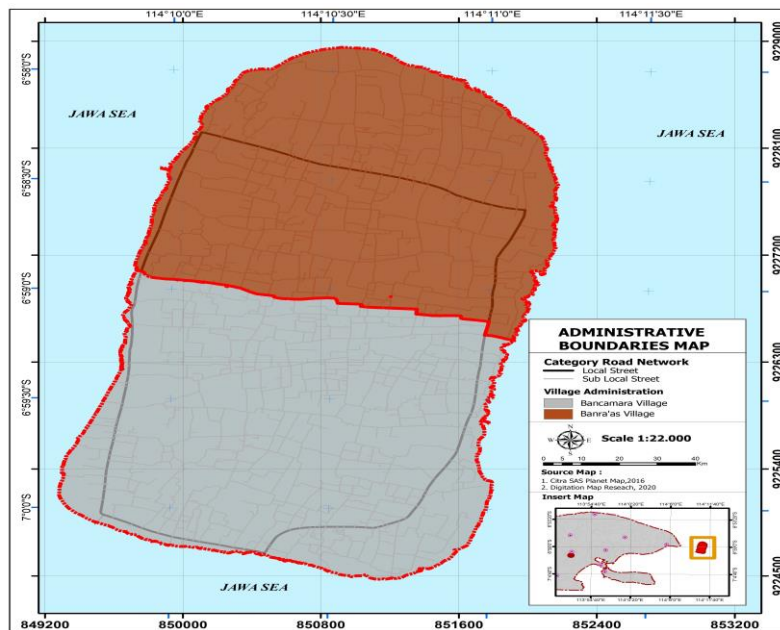 114°10'0"E
114°10'30"E
114°11'0"E
114°11'30"E
6°58'0"S
6°58'30"S
6°59'0"S
6°59'30"S
7°0'0"S
9229000
9228100
9227200
9226300
9225400
9224500
JAWA SEA
JAWA SEA
JAWA SEA
849200
850000
850800
851600
852400
853200
ADMINISTRATIVE
BOUNDARIES MAP
Category Road Network
Local Street
Sub Local Street
Village Administration
Bancamara Village
Banra'as Village
N
W
E
S
Scale 1:22.000
0 5 10 20 30 40
Km
Source Map :
1. Citra SAS Planet Map,2016
2. Digitation Map Reseach, 2020
Insert Map